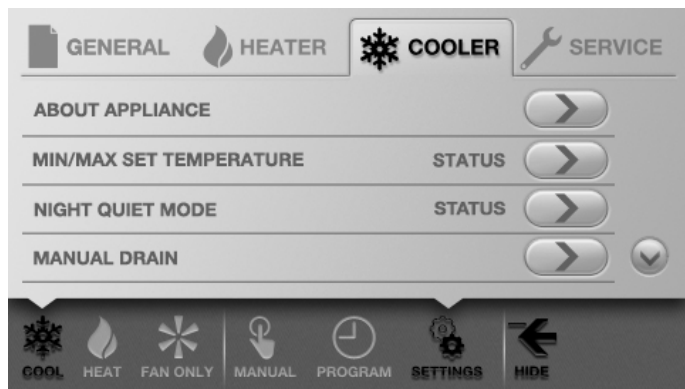 GENERAL HEATER COOLER SERVICE
ABOUT APPLIANCE
MIN/MAX SET TEMPERATURE STATUS
NIGHT QUIET MODE STATUS
MANUAL DRAIN
COOL HEAT FAN ONLY MANUAL PROGRAM SETTINGS HIDE